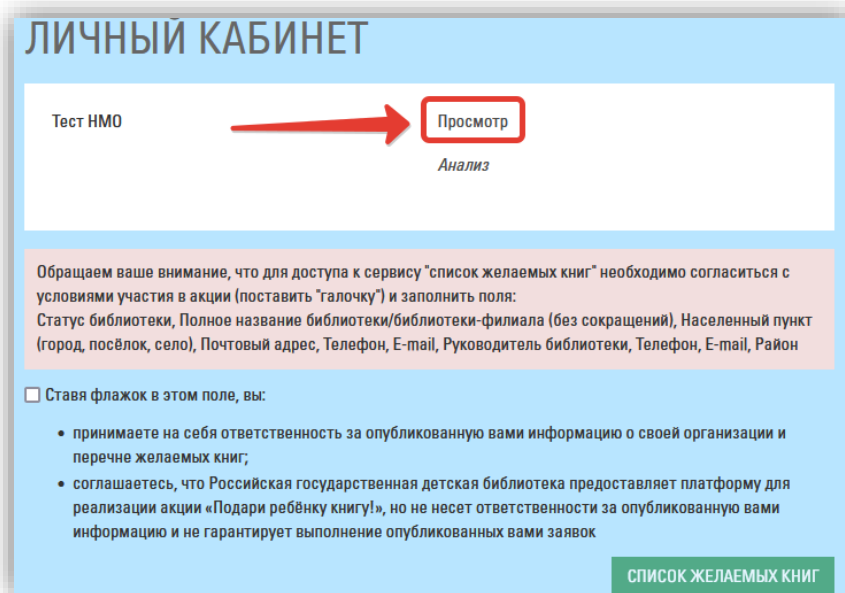 ЛИЧНЫЙ КАБИНЕТ
Тест НМО
Просмотр
Анализ
Обращаем ваше внимание, что для доступа к сервису "список желаемых книг" необходимо согласиться с
условиями участия в акции (поставить "галочку") и заполнить поля:
Статус библиотеки, Полное название библиотеки/библиотеки-филиала (без сокращений), Населенный пункт
(город, посёлок, село), Почтовый адрес, Телефон, E-mail, Руководитель библиотеки, Телефон, E-mail, Район
Ставя флажок в этом поле, вы:
• принимаете на себя ответственность за опубликованную вами информацию о своей организации и
перечне желаемых книг;
• соглашаетесь, что Российская государственная детская библиотека предоставляет платформу для
реализации акции «Подари ребёнку книгу!», но не несет ответственности за опубликованную вами
информацию и не гарантирует выполнение опубликованных вами заявок
СПИСОК ЖЕЛАЕМЫХ КНИГ